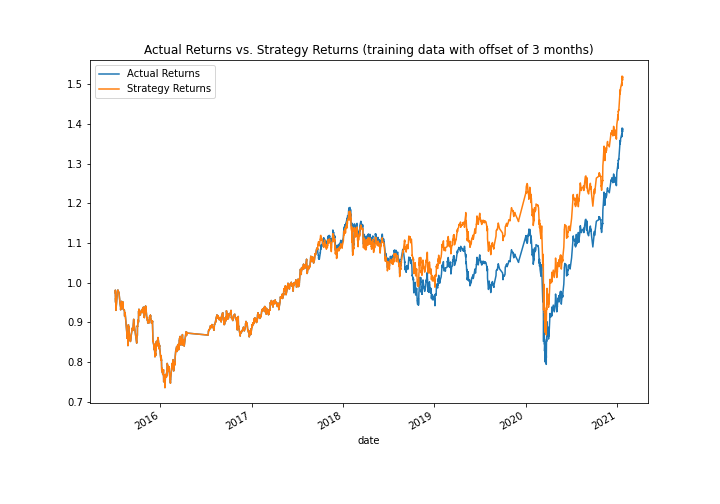 Actual Returns vs. Strategy Returns (training data with offset of 3 months)
Actual Returns
Strategy Returns
1.5
1.4
1.3
1.2
1.1
1.0
0.9
0.8
0.7
2016 2017 2018 2019 2020 2021
date